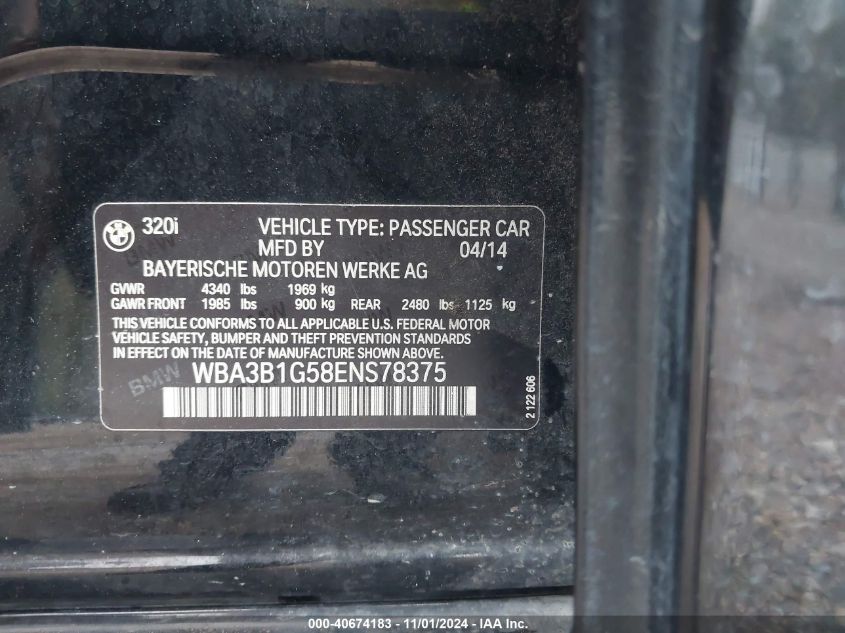 320i VEHICLE TYPE: PASSENGER CAR
MFD BY 04/14
BAYERISCHE MOTOREN WERKE AG
GVWR 4340 lbs 1969 kg
GAWR FRONT 1985 lbs 900 kg REAR 2480 lbs 1125 kg
THIS VEHICLE CONFORMS TO ALL APPLICABLE U.S. FEDERAL MOTOR
VEHICLE SAFETY, BUMPER AND THEFT PREVENTION STANDARDS
IN EFFECT ON THE DATE OF MANUFACTURE SHOWN ABOVE.
WBA3B1G58ENS78375
2 122 606
BMW
BMW
000-40674183 - 11/01/2024 - IAA Inc.